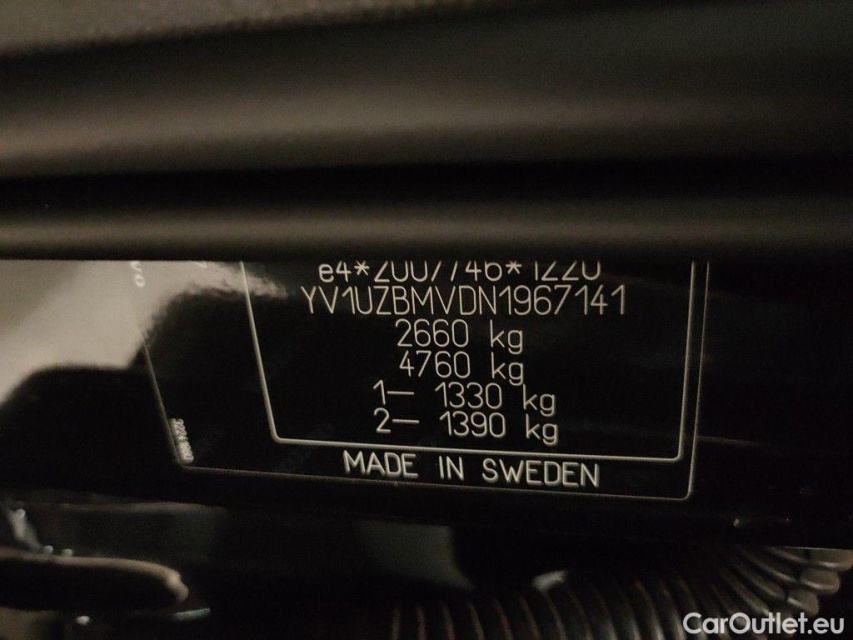 e4*2007/46*1220
YV1UZBMVDN1967141
2660 kg
4760 kg
1– 1330 kg
2– 1390 kg
MADE IN SWEDEN
CarOutlet.eu